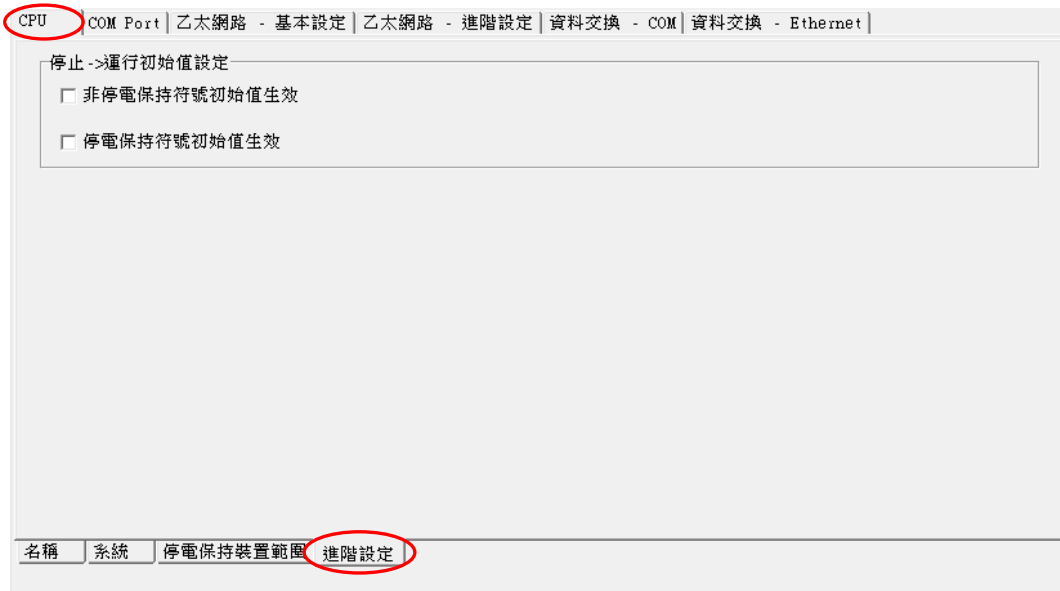 CPU COM Port 乙太網路 - 基本設定 乙太網路 - 進階設定 資料交換 - COM 資料交換 - Ethernet
停止 ->運行初始值設定
非停電保持符號初始值生效
停電保持符號初始值生效
名稱 系統 停電保持裝置範圍 進階設定